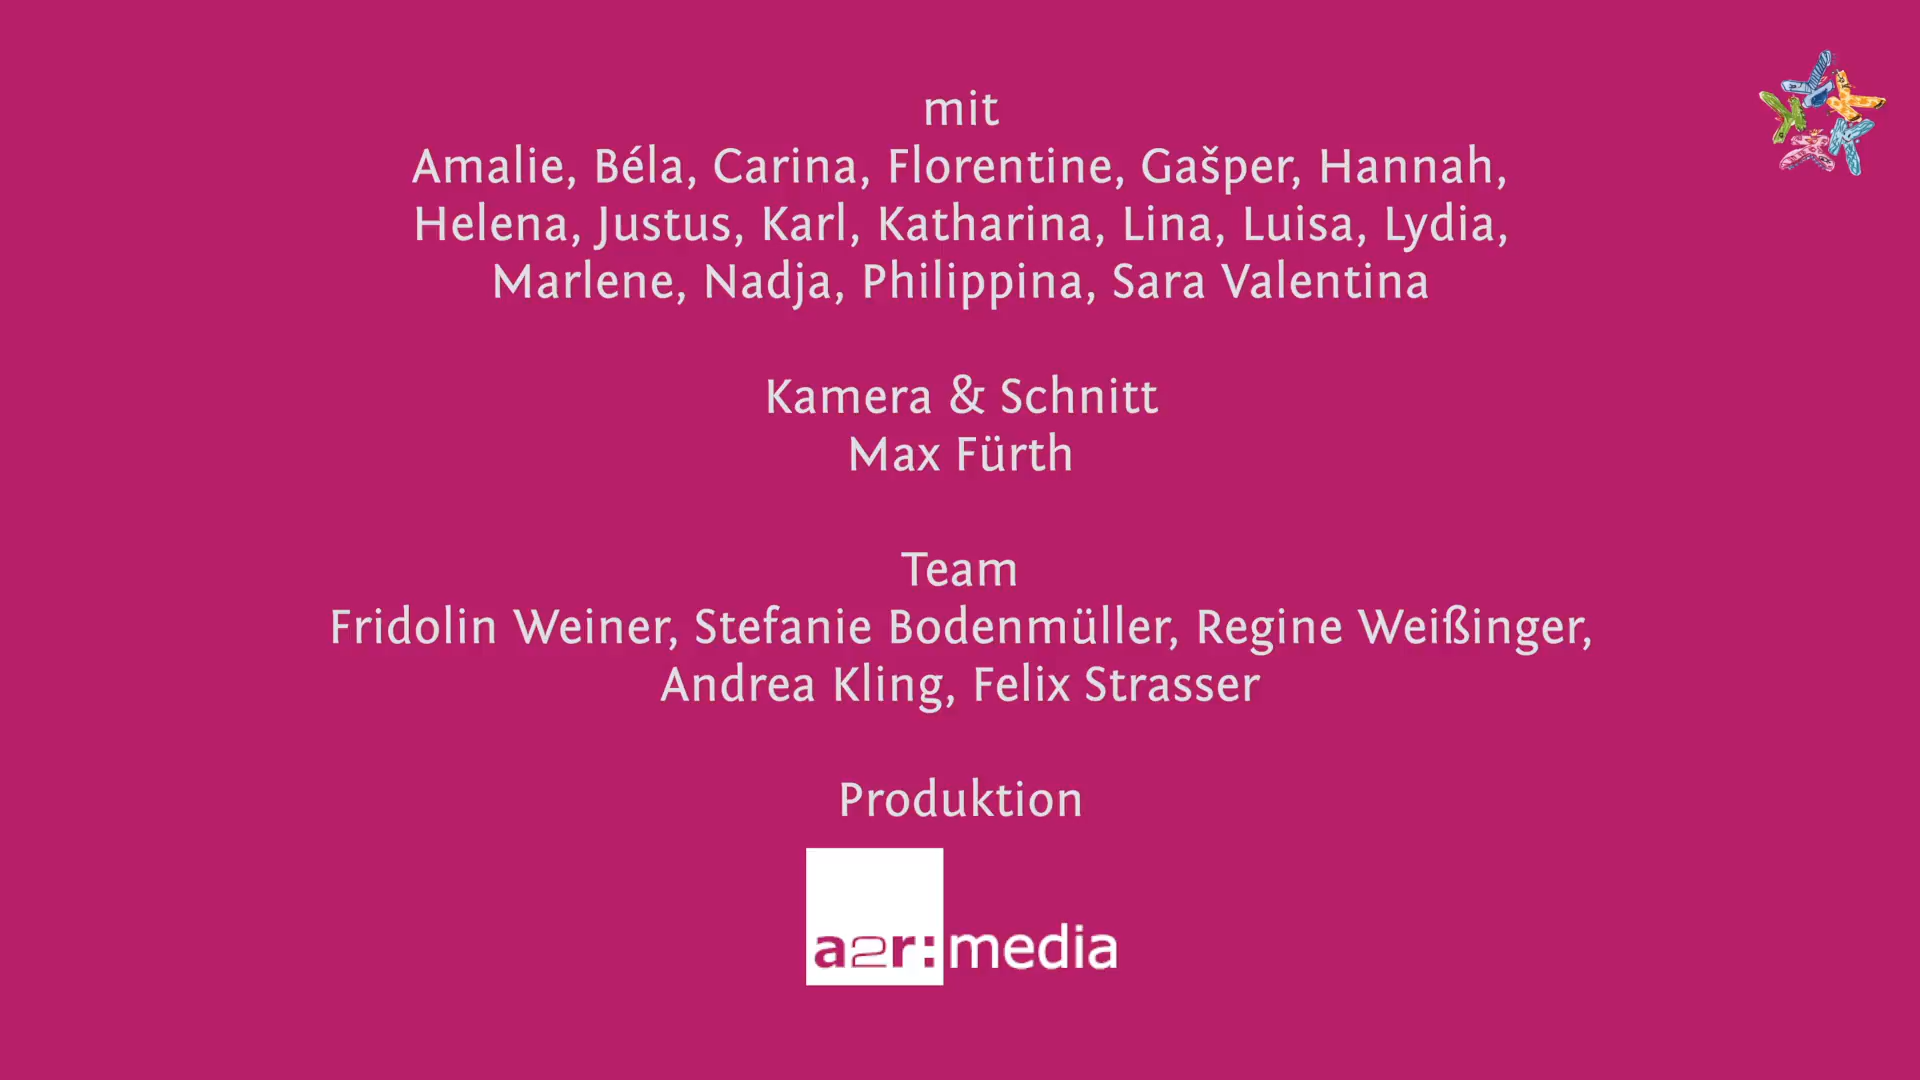 mit
Amalie, Béla, Carina, Florentine, Gašper, Hannah,
Helena, Justus, Karl, Katharina, Lina, Luisa, Lydia,
Marlene, Nadja, Philippina, Sara Valentina
Kamera & Schnitt
Max Fürth
Team
Fridolin Weiner, Stefanie Bodenmüller, Regine Weißinger,
Andrea Kling, Felix Strasser
Produktion
a2r:media